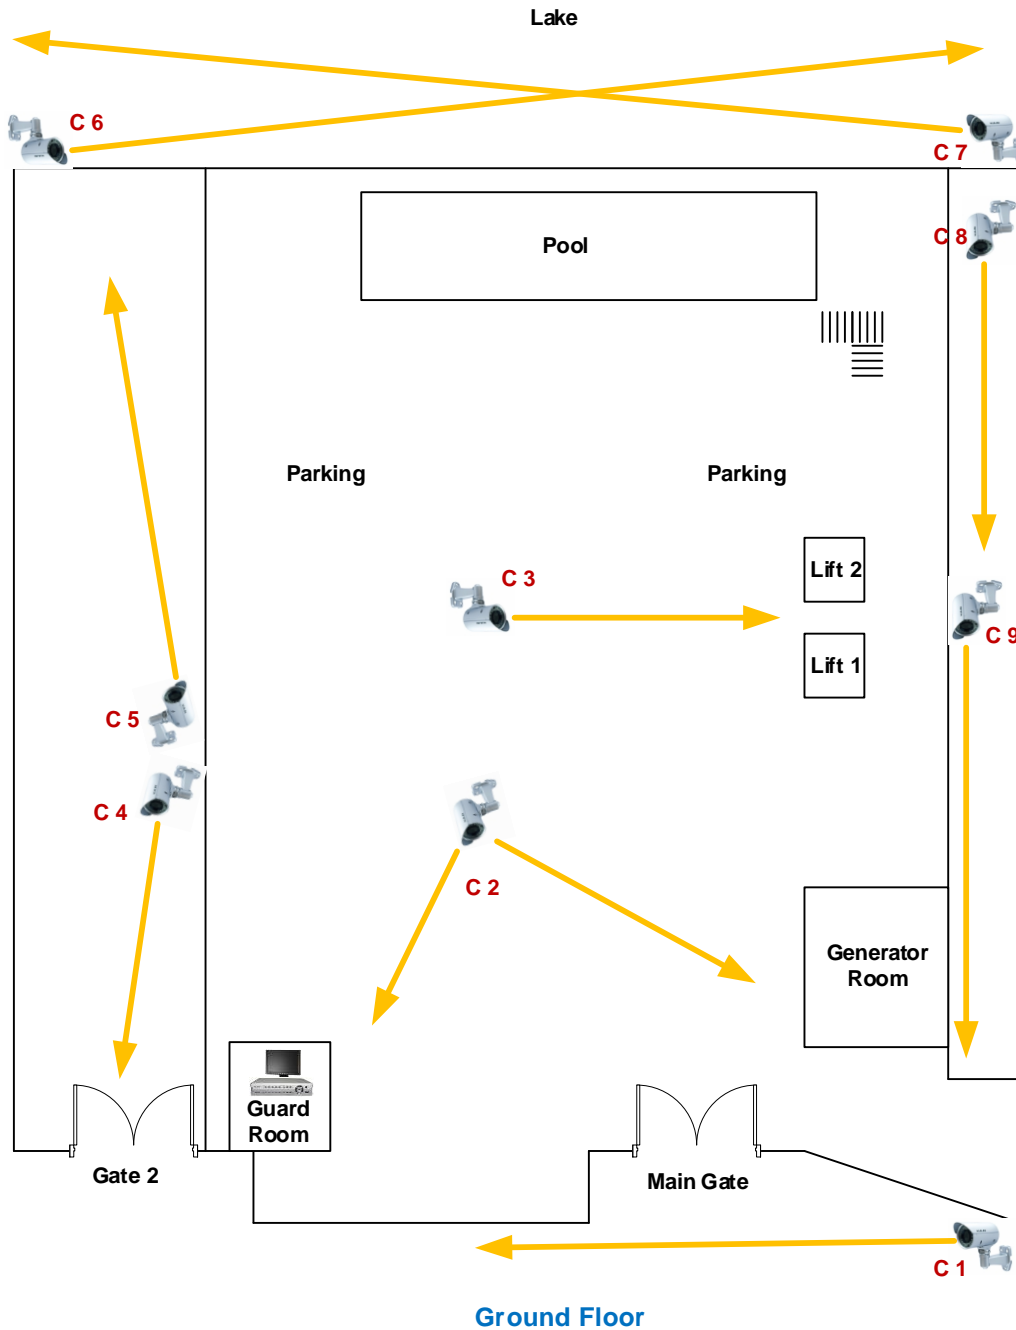 Lake
C 6
C 7
C 8
Pool
Parking
Parking
Lift 2
C 3
C 9
Lift 1
C 5
C 4
C 2
Generator
Room
Guard
Room
Gate 2
Main Gate
C 1
Ground Floor